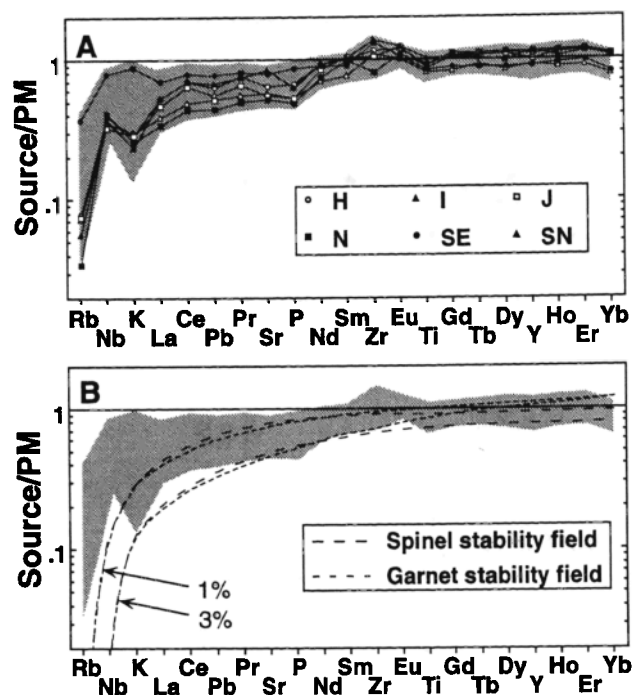 A
Source/PM
1
.1
H I J
N SE SN
Rb Nb K La Ce Pb Pr Sr P Nd Sm Zr Eu Ti Gd Tb Dy Y Ho Er Yb
B
Source/PM
1
.1
Spinel stability field
Garnet stability field
1%
3%
Rb Nb K La Ce Pb Pr Sr P Nd Sm Zr Eu Ti Gd Tb Dy Y Ho Er Yb